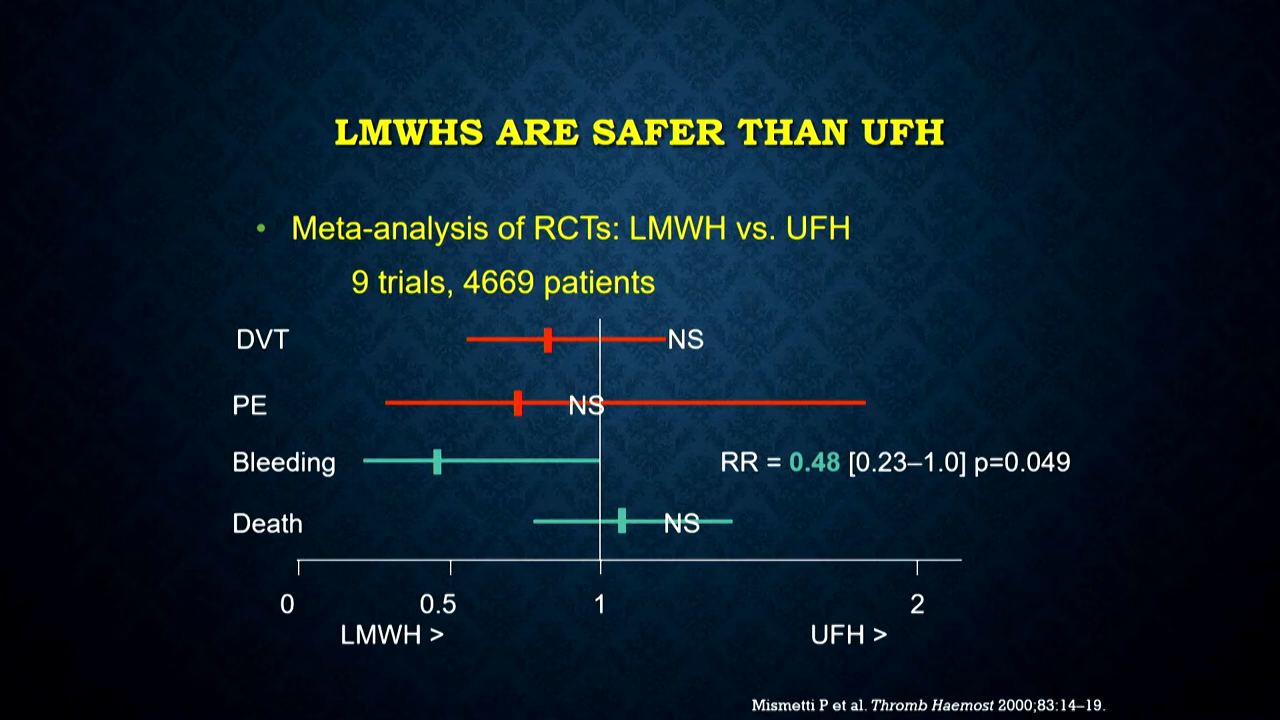 LMWHS ARE SAFER THAN UFH
• Meta-analysis of RCTs: LMWH vs. UFH
9 trials, 4669 patients
DVT NS
PE NS
Bleeding RR = 0.48 [0.23–1.0] p=0.049
Death NS
0 0.5 1 2
LMWH > UFH >
Mismetti P et al. Thromb Haemost 2000;83:14–19.